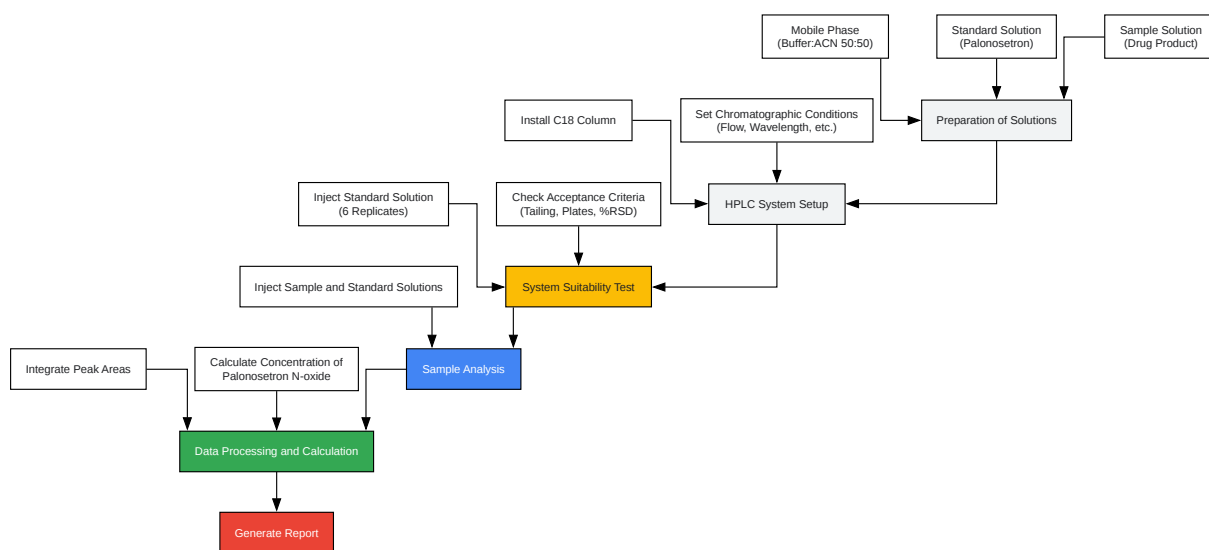 Mobile Phase
(Buffer:ACN 50:50)
Standard Solution
(Palonosetron)
Sample Solution
(Drug Product)
Install C18 Column
Set Chromatographic Conditions
(Flow, Wavelength, etc.)
Preparation of Solutions
Inject Standard Solution
(6 Replicates)
Check Acceptance Criteria
(Tailing, Plates, %RSD)
HPLC System Setup
Inject Sample and Standard Solutions
System Suitability Test
Integrate Peak Areas
Calculate Concentration of
Palonosetron N-oxide
Sample Analysis
Data Processing and Calculation
Generate Report